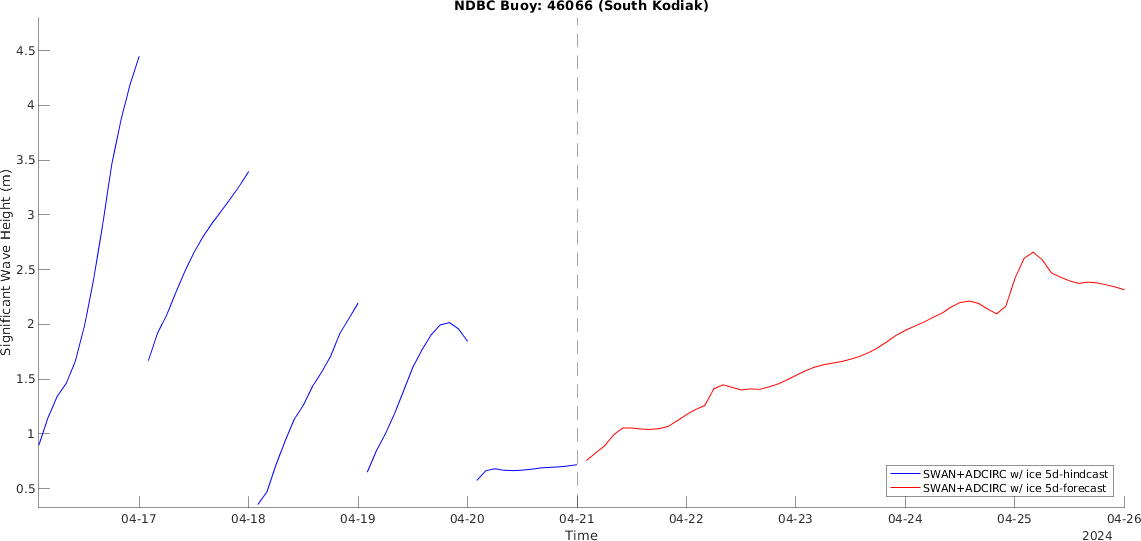 NDBC Buoy: 46066 (South Kodiak)
Significant Wave Height (m)
4.5
4
3.5
3
2.5
2
1.5
1
0.5
SWAN+ADCIRC w/ ice 5d-hindcast
SWAN+ADCIRC w/ ice 5d-forecast
04-17 04-18 04-19 04-20 04-21 04-22 04-23 04-24 04-25 04-26
Time
2024